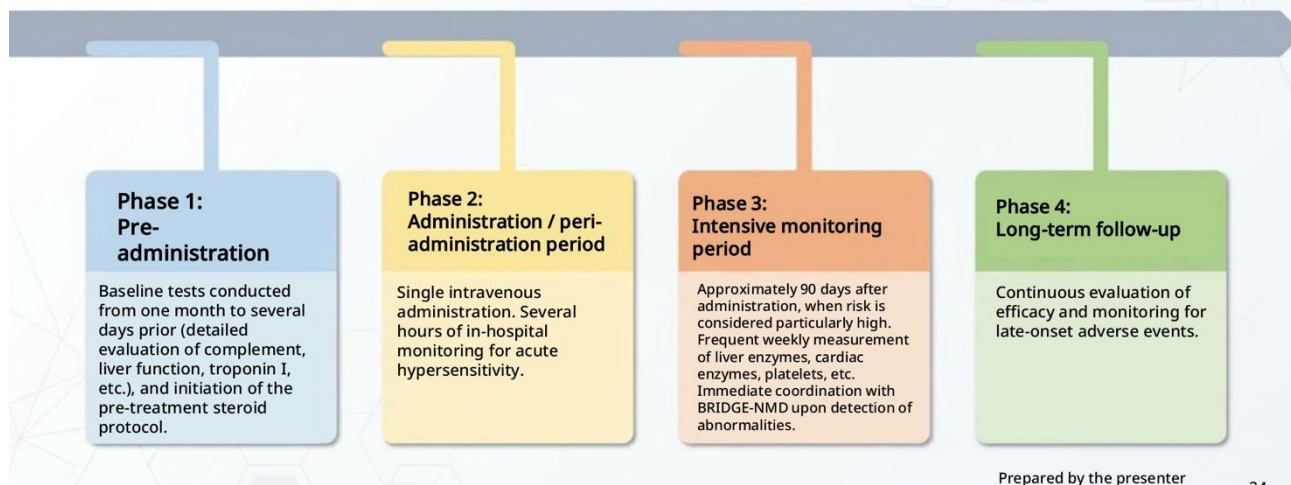 Phase 1:
Pre-
administration
Baseline tests conducted
from one month to several
days prior (detailed
evaluation of complement,
liver function, troponin I,
etc.), and initiation of the
pre-treatment steroid
protocol.
Phase 2:
Administration / peri-
administration period
Single intravenous
administration. Several
hours of in-hospital
monitoring for acute
hypersensitivity.
Phase 3:
Intensive monitoring
period
Approximately 90 days after
administration, when risk is
considered particularly high.
Frequent weekly measurement
of liver enzymes, cardiac
enzymes, platelets, etc.
Immediate coordination with
BRIDGE-NMD upon detection of
abnormalities.
Phase 4:
Long-term follow-up
Continuous evaluation of
efficacy and monitoring for
late-onset adverse events.
Prepared by the presenter